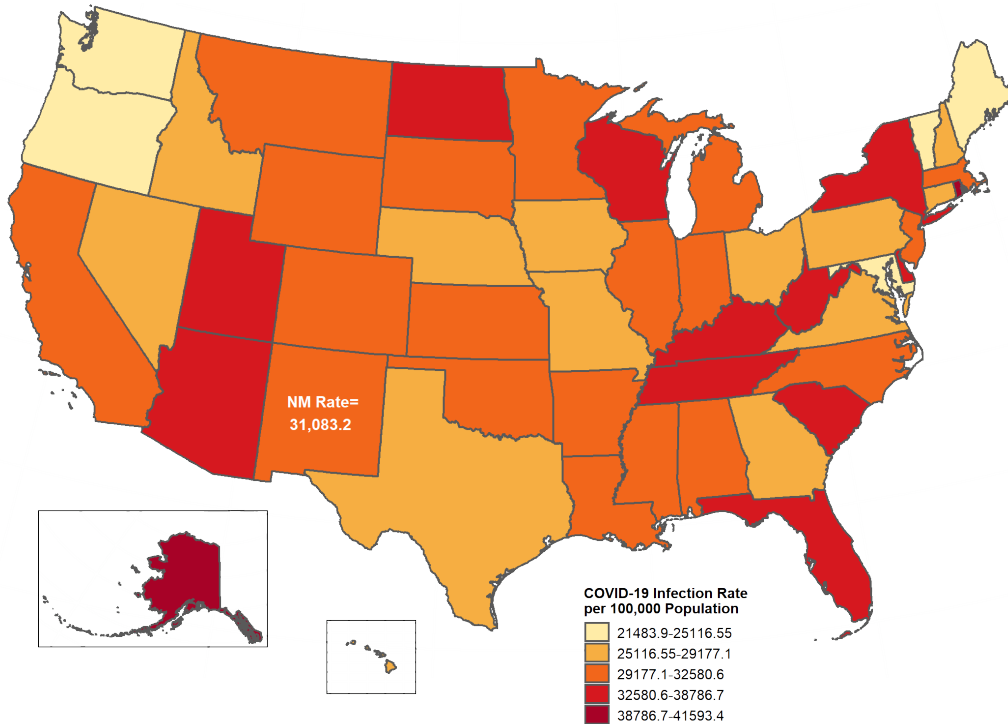 NM Rate=
31,083.2
COVID-19 Infection Rate
per 100,000 Population
21483.9-25116.55
25116.55-29177.1
29177.1-32580.6
32580.6-38786.7
38786.7-41593.4